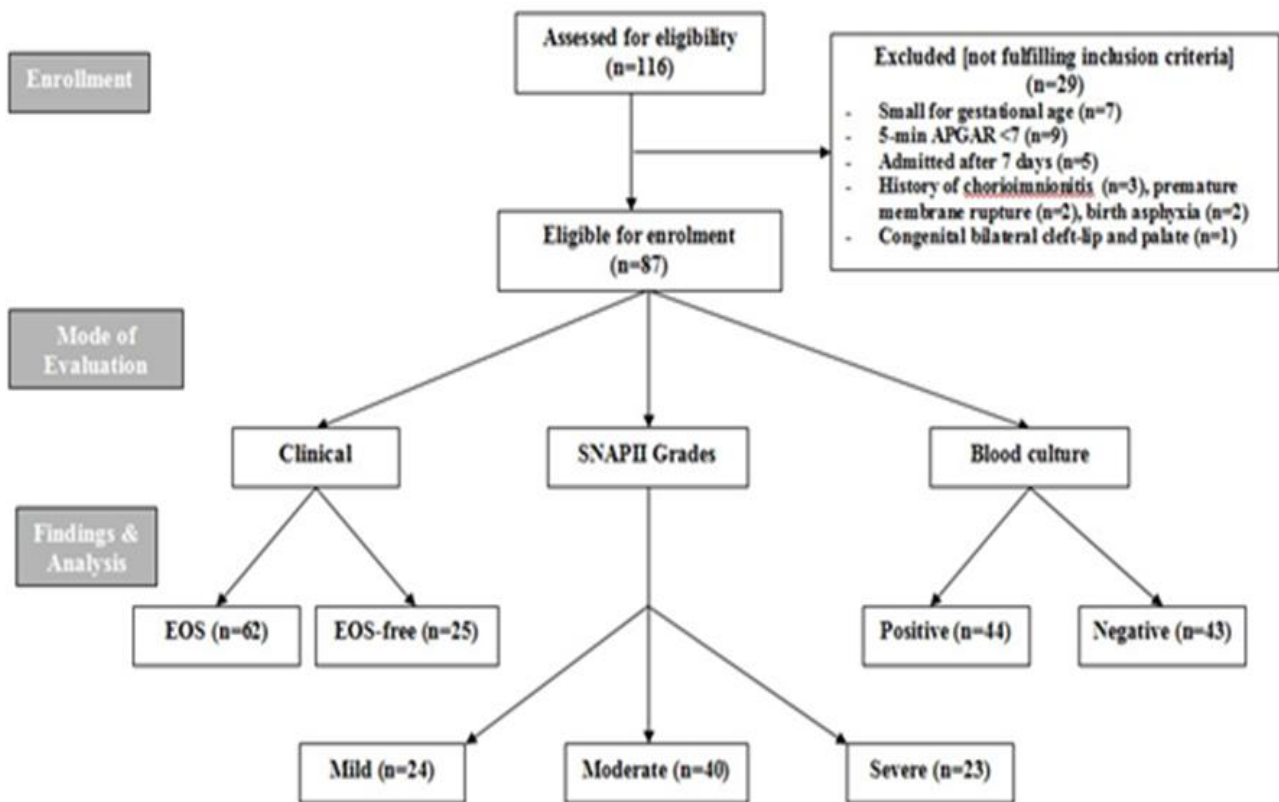 Enrollment
Assessed for eligibility
(n=116)
Excluded [not fulfilling inclusion criteria]
(n=29)
- Small for gestational age (n=7)
- 5-min APGAR <7 (n=9)
- Admitted after 7 days (n=5)
- History of chorioimnionitis (n=3), premature
membrane rupture (n=2), birth asphyxia (n=2)
- Congenital bilateral cleft-lip and palate (n=1)
Eligible for enrolment
(n=87)
Mode of
Evaluation
Clinical
SNAPII Grades
Blood culture
Findings &
Analysis
EOS (n=62)
EOS-free (n=25)
Positive (n=44)
Negative (n=43)
Mild (n=24)
Moderate (n=40)
Severe (n=23)